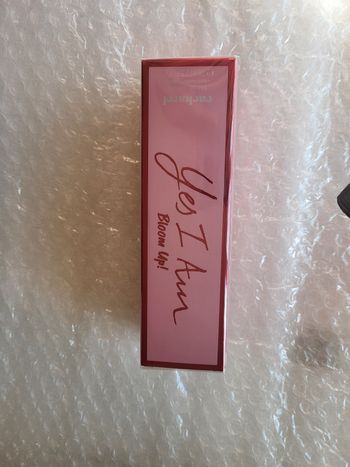 Yes I Am
Bloom Up!
cacharel